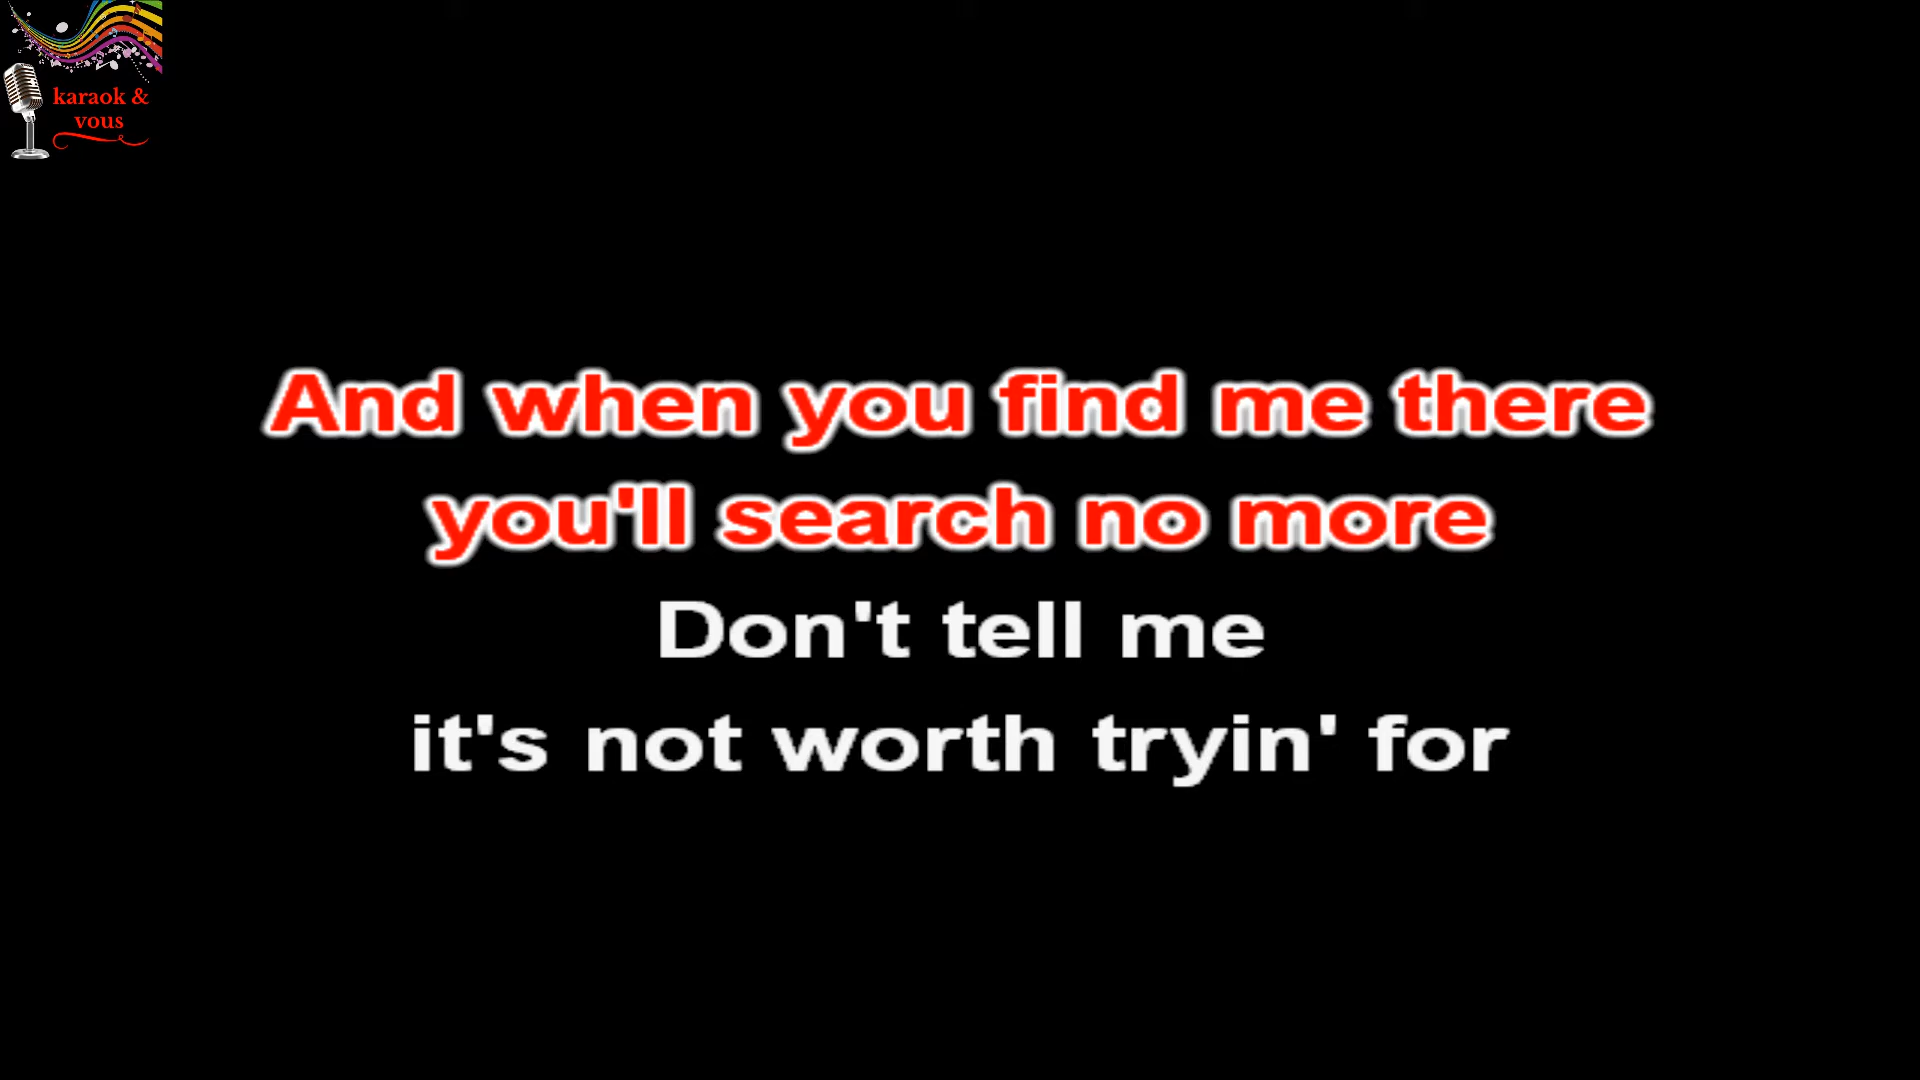 karaok &
vous
And when you find me there
you'll search no more
Don't tell me
it's not worth tryin' for